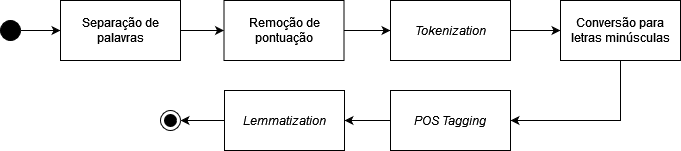 Separação de
palavras
Remoção de
pontuação
Tokenization
Conversão para
letras minúsculas
POS Tagging
Lemmatization